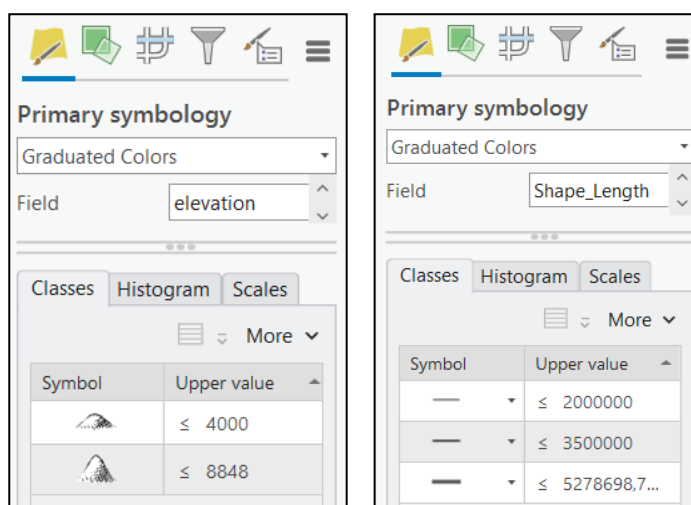 Primary symbology
Graduated Colors
Field elevation
Classes Histogram Scales
More
Symbol Upper value
≤ 4000
≤ 8848
Primary symbology
Graduated Colors
Field Shape_Length
Classes Histogram Scales
More
Symbol Upper value
≤ 2000000
≤ 3500000
≤ 5278698,7...